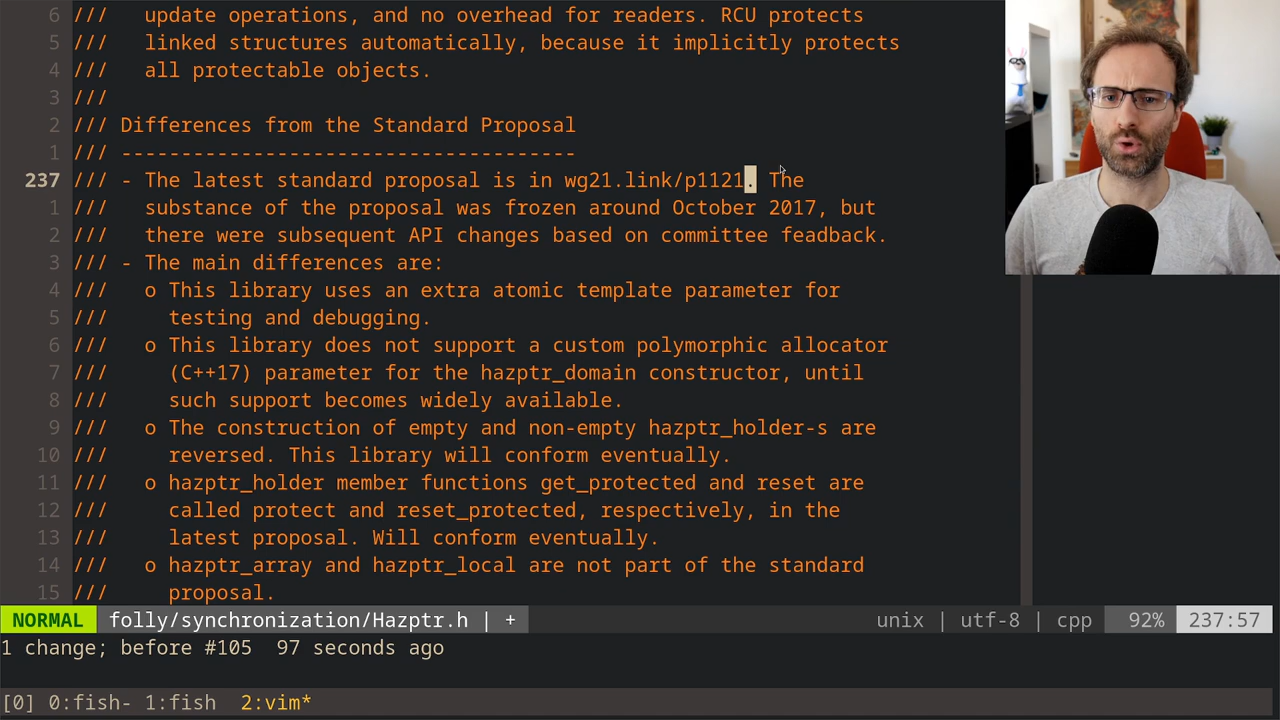 6 ///   update operations, and no overhead for readers. RCU protects
5 ///   linked structures automatically, because it implicitly protects
4 ///   all protectable objects.
3 ///
2 /// Differences from the Standard Proposal
1 /// --------------------------------------
237 /// - The latest standard proposal is in wg21.link/p1121. The
1 ///   substance of the proposal was frozen around October 2017, but
2 ///   there were subsequent API changes based on committee feadback.
3 /// - The main differences are:
4 ///   o This library uses an extra atomic template parameter for
5 ///     testing and debugging.
6 ///   o This library does not support a custom polymorphic allocator
7 ///     (C++17) parameter for the hazptr_domain constructor, until
8 ///     such support becomes widely available.
9 ///   o The construction of empty and non-empty hazptr_holder-s are
10 ///     reversed. This library will conform eventually.
11 ///   o hazptr_holder member functions get_protected and reset are
12 ///     called protect and reset_protected, respectively, in the
13 ///     latest proposal. Will conform eventually.
14 ///   o hazptr_array and hazptr_local are not part of the standard
15 ///     proposal.
NORMAL folly/synchronization/Hazptr.h | + unix | utf-8 | cpp 92% 237:57
1 change; before #105  97 seconds ago
[0] 0:fish- 1:fish  2:vim*